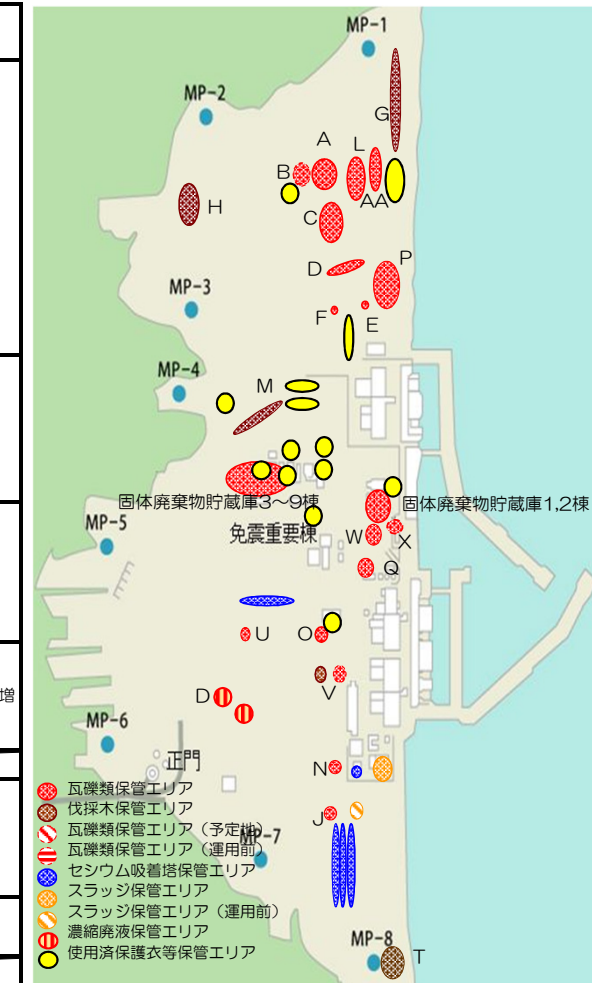 MP-1
MP-2
G
A
L
B
AA
H
C
P
D
MP-3
F
E
MP-4
M
固体廃棄物貯蔵庫3～9棟
固体廃棄物貯蔵庫1,2棟
MP-5
免震重要棟
W
X
Q
U
O
V
増
D
MP-6
正門
N
瓦礫類保管エリア
伐採木保管エリア
J
瓦礫類保管エリア（予定地）
瓦礫類保管エリア（運用前）
MP-7
セシウム吸着塔保管エリア
スラッジ保管エリア
スラッジ保管エリア（運用前）
濃縮廃液保管エリア
MP-8
使用済保護衣等保管エリア
T